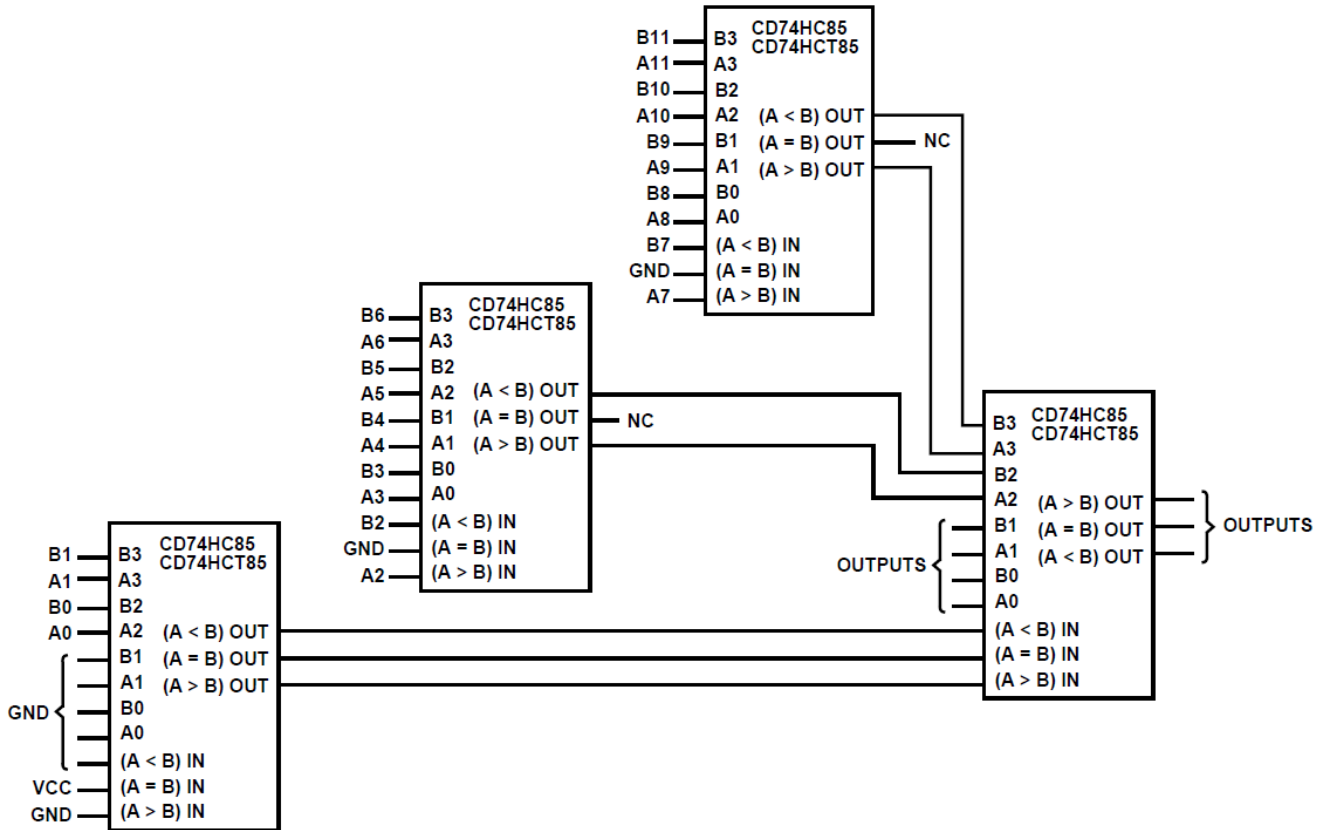 CD74HC85
CD74HCT85
B11 B3
A11 A3
B10 B2
A10 A2 (A < B) OUT
B9 B1 (A = B) OUT NC
A9 A1 (A > B) OUT
B8 B0
A8 A0
B7 (A < B) IN
GND (A = B) IN
A7 (A > B) IN
CD74HC85
CD74HCT85
B6 B3
A6 A3
B5 B2
A5 A2 (A < B) OUT
B4 B1 (A = B) OUT NC
A4 A1 (A > B) OUT
B3 B0
A3 A0
B2 (A < B) IN
GND (A = B) IN
A2 (A > B) IN
CD74HC85
CD74HCT85
B1 B3
A1 A3
B0 B2
A0 A2 (A < B) OUT
B1 (A = B) OUT
A1 (A > B) OUT
GND B0
A0
(A < B) IN
VCC (A = B) IN
GND (A > B) IN
CD74HC85
CD74HCT85
B3
A3
B2
A2 (A > B) OUT
B1 (A = B) OUT OUTPUTS
A1 (A < B) OUT
OUTPUTS
B0
A0
(A < B) IN
(A = B) IN
(A > B) IN